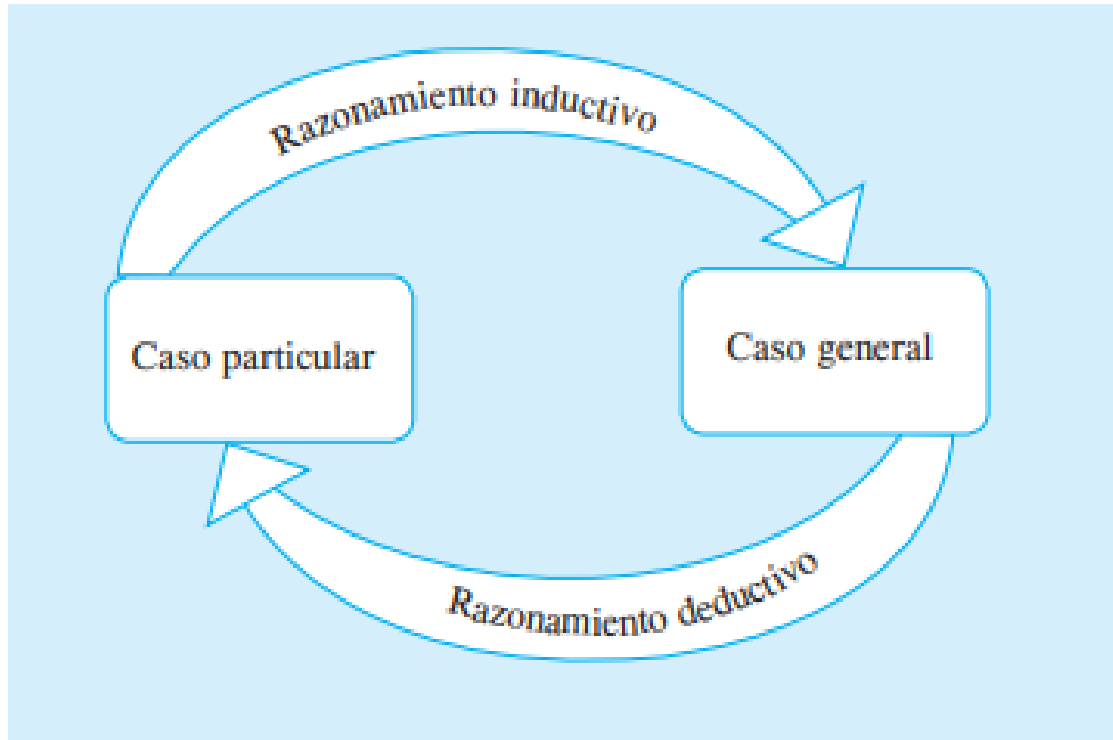 Razonamiento inductivo
Caso particular
Caso general
Razonamiento deductivo